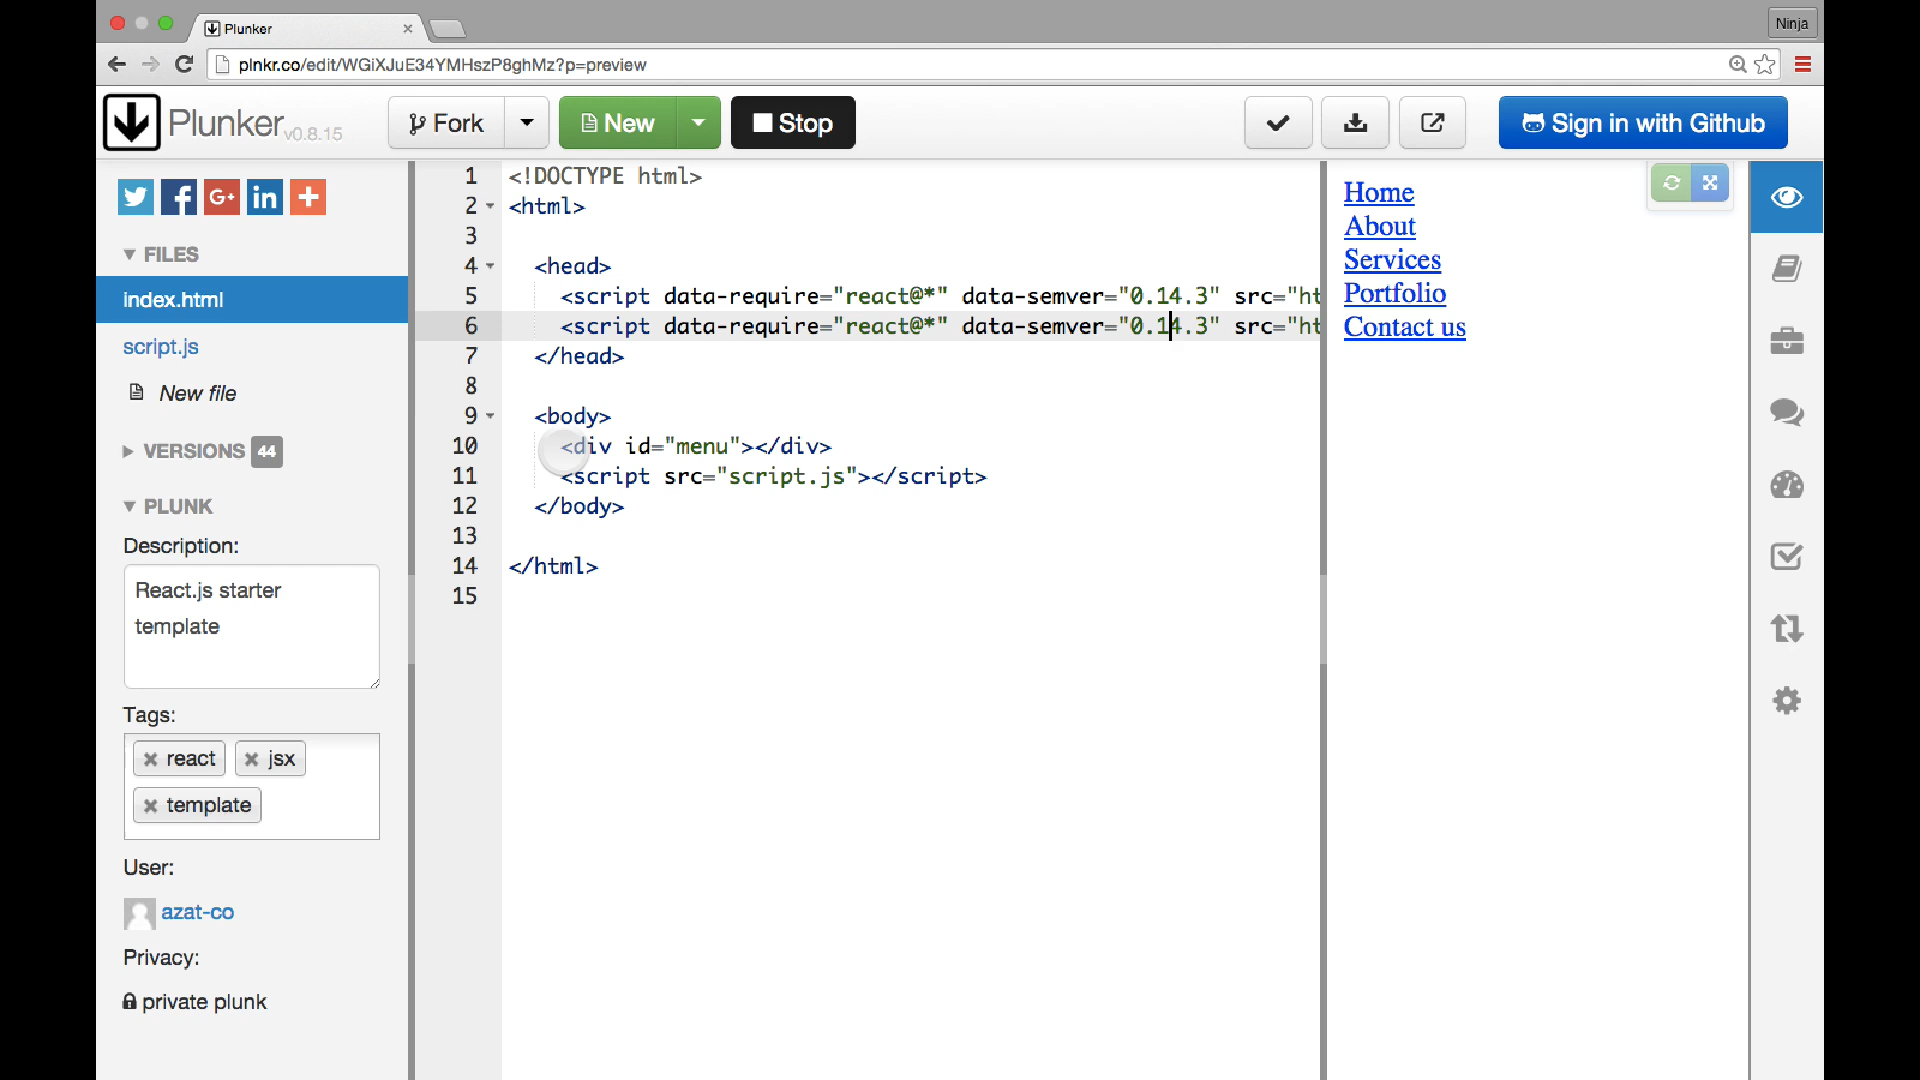 Plunker
Ninja
plnkr.co/edit/WGiXJuE34YMHszP8ghMz?p=preview
Plunker v0.8.15
Fork
New
Stop
Sign in with Github
FILES
index.html
script.js
New file
VERSIONS 44
PLUNK
Description:
React.js starter
template
Tags:
react
jsx
template
User:
azat-co
Privacy:
private plunk
1 <!DOCTYPE html>
2 <html>
3
4 <head>
5 <script data-require="react@*" data-semver="0.14.3" src="ht
6 <script data-require="react@*" data-semver="0.14.3" src="ht
7 </head>
8
9 <body>
10 <div id="menu"></div>
11 <script src="script.js"></script>
12 </body>
13
14 </html>
15
Home
About
Services
Portfolio
Contact us